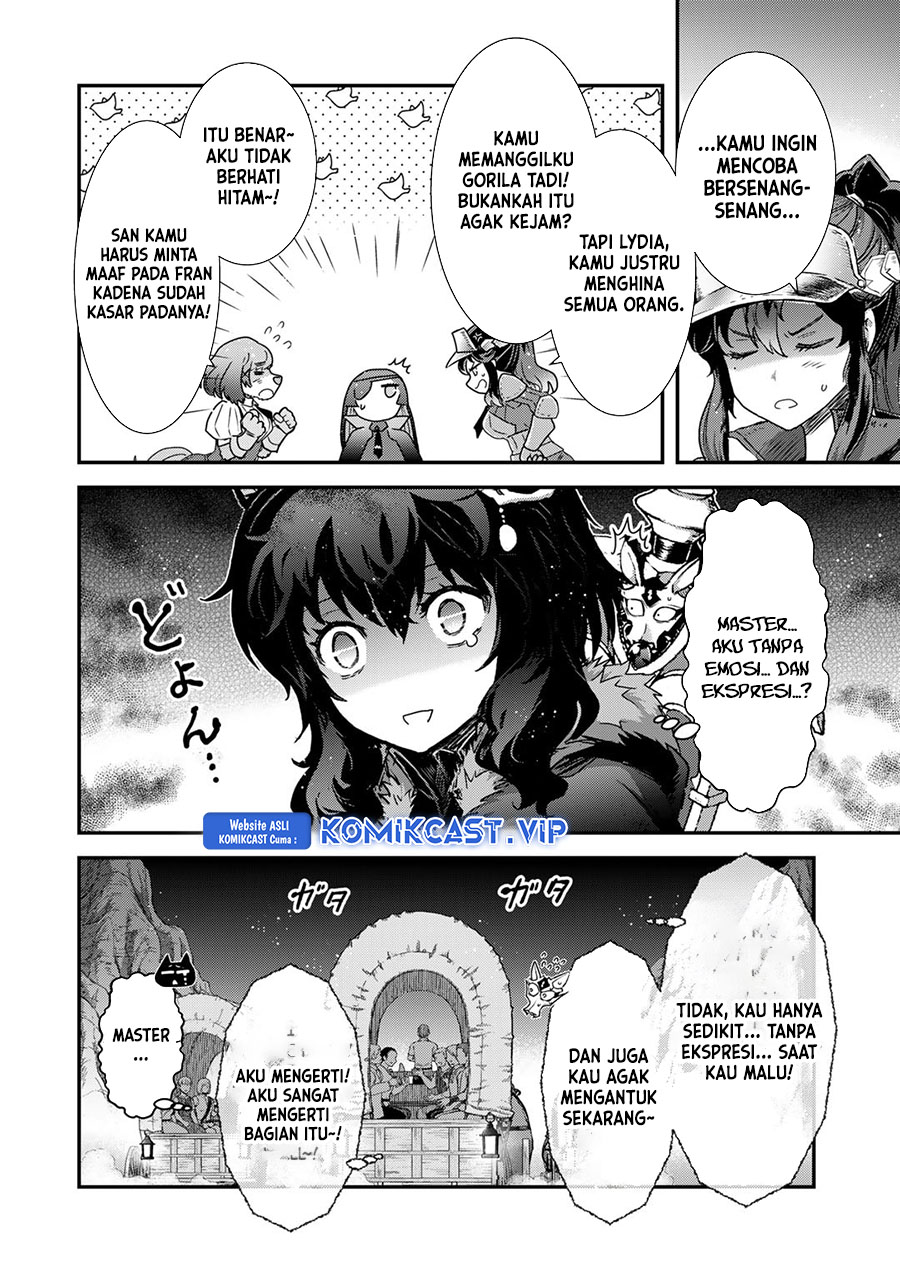 ...KAMU INGIN
MENCOBA
BERSENANG-
SENANG...
KAMU
MEMANGGILKU
GORILA TADI!
BUKANKAH ITU
AGAK KEJAM?
TAPI LYDIA,
KAMU JUSTRU
MENGHINA
SEMUA ORANG.
ITU BENAR~
AKU TIDAK
BERHATI
HITAM~!
SAN KAMU
HARUS MINTA
MAAF PADA FRAN
KADENA SUDAH
KASAR PADANYA!
MASTER...
AKU TANPA
EMOSI... DAN
EKSPRESI...?
どよん...
Website ASLI
KOMIKCAST Cuma :
KOMIKCAST.VIP
ガタ
ガタ
TIDAK, KAU HANYA
SEDIKIT... TANPA
EKSPRESI... SAAT
KAU MALU!
DAN JUGA
KAU AGAK
MENGANTUK
SEKARANG~
AKU MENGERTI!
AKU SANGAT
MENGERTI
BAGIAN ITU~!
MASTER
...